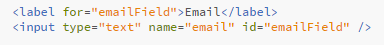 <label for="emailField">Email</label>
<input type="text" name="email" id="emailField" />